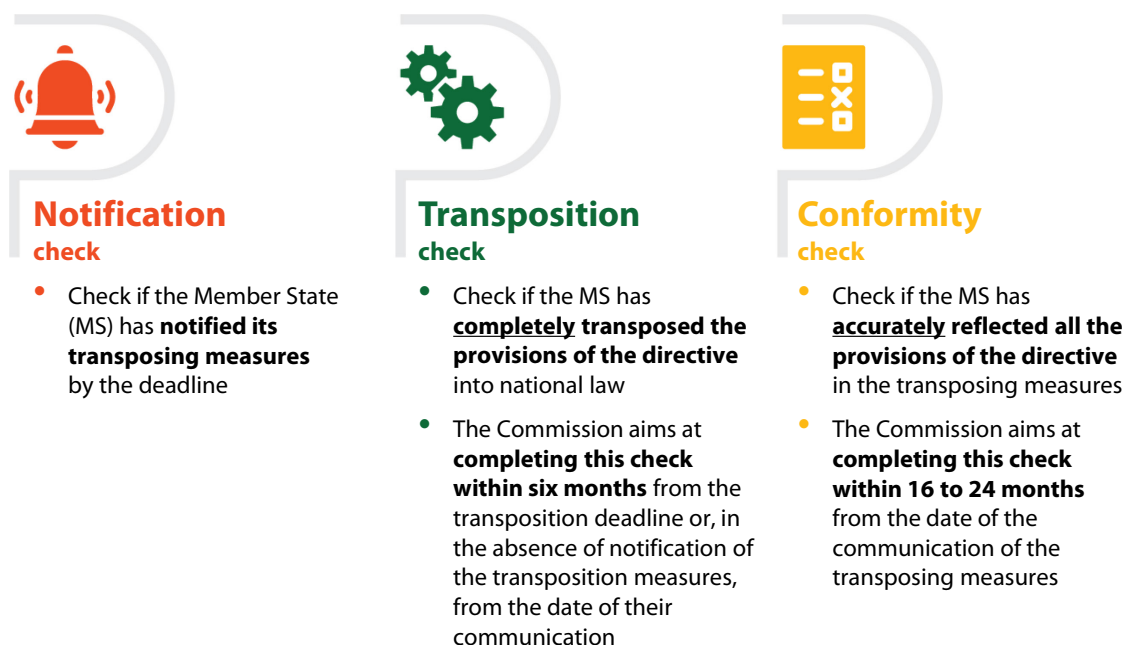 Notification
check
• Check if the Member State
(MS) has notified its
transposing measures
by the deadline
Transposition
check
• Check if the MS has
completely transposed the
provisions of the directive
into national law
• The Commission aims at
completing this check
within six months from the
transposition deadline or, in
the absence of notification of
the transposition measures,
from the date of their
communication
Conformity
check
• Check if the MS has
accurately reflected all the
provisions of the directive
in the transposing measures
• The Commission aims at
completing this check
within 16 to 24 months
from the date of the
communication of the
transposing measures